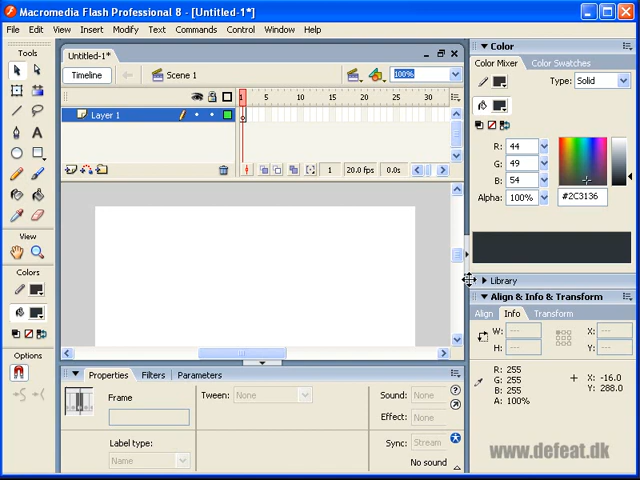 Macromedia Flash Professional 8 - [Untitled-1*]
File Edit View Insert Modify Text Commands Control Window Help
Tools
View
Colors
Options
Untitled-1*
Timeline
Scene 1
100%
1 5 10 15 20 25 30
Layer 1
1 20.0 fps 0.0s
Properties Filters Parameters
Frame
Label type:
Name
Tween: None
Sound: None
Effect: None
Sync: Stream
No sound
Color
Color Mixer Color Swatches
Type: Solid
R: 44
G: 49
B: 54
Alpha: 100% #2C3136
Library
Align & Info & Transform
Align Info Transform
W: --- X: ---
H: --- Y: ---
R: 255
G: 255
B: 255
A: 100%
X: -16.0
Y: 288.0
www.defeat.dk